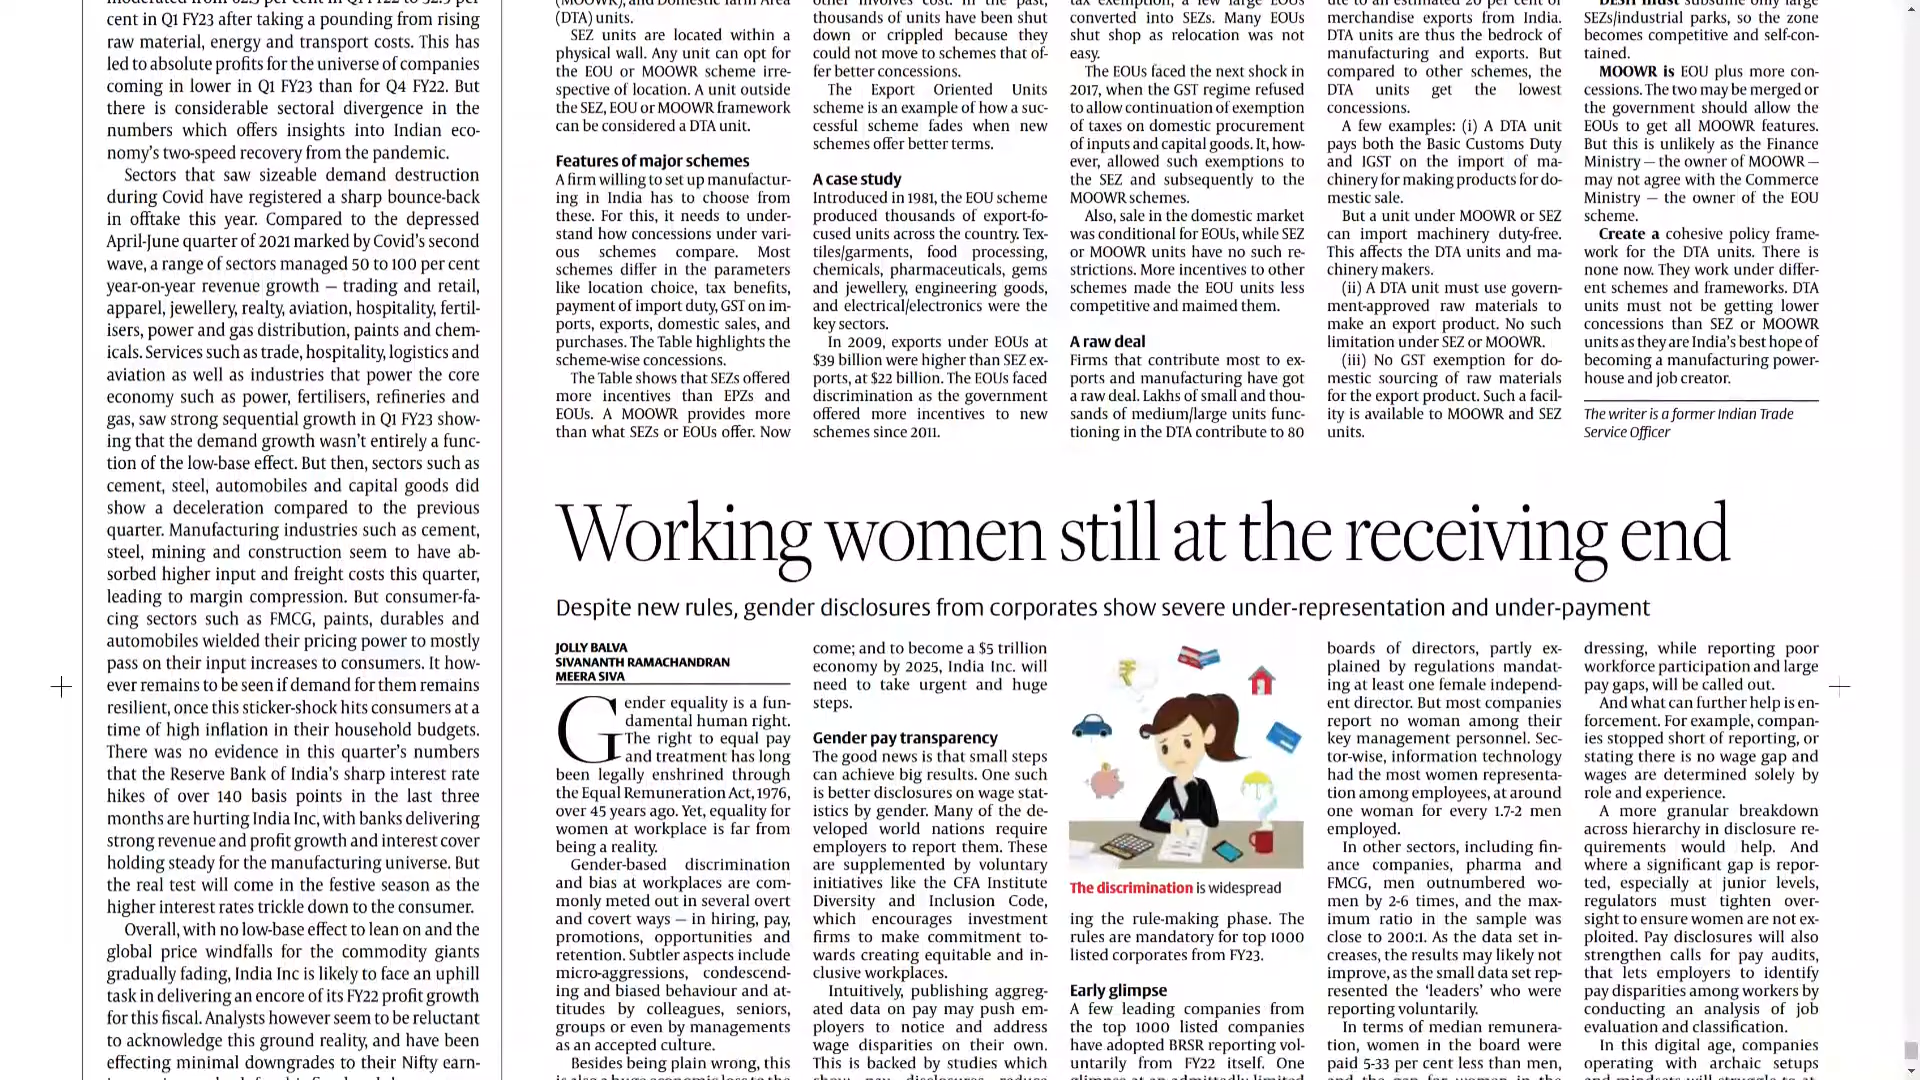 cent in Q1 FY23 after taking a pounding from rising
raw material, energy and transport costs. This has
led to absolute profits for the universe of companies
coming in lower in Q1 FY23 than for Q4 FY22. But
there is considerable sectoral divergence in the
numbers which offers insights into Indian eco-
nomy's two-speed recovery from the pandemic.
Sectors that saw sizeable demand destruction
during Covid have registered a sharp bounce-back
in offtake this year. Compared to the depressed
April-June quarter of 2021 marked by Covid's second
wave, a range of sectors managed 50 to 100 per cent
year-on-year revenue growth — trading and retail,
apparel, jewellery, realty, aviation, hospitality, fertil-
isers, power and gas distribution, paints and chem-
icals. Services such as trade, hospitality, logistics and
aviation as well as industries that power the core
economy such as power, fertilisers, refineries and
gas, saw strong sequential growth in Q1 FY23 show-
ing that the demand growth wasn't entirely a func-
tion of the low-base effect. But then, sectors such as
cement, steel, automobiles and capital goods did
show a deceleration compared to the previous
quarter. Manufacturing industries such as cement,
steel, mining and construction seem to have ab-
sorbed higher input and freight costs this quarter,
leading to margin compression. But consumer-fa-
cing sectors such as FMCG, paints, durables and
automobiles wielded their pricing power to mostly
pass on their input increases to consumers. It how-
ever remains to be seen if demand for them remains
resilient, once this sticker-shock hits consumers at a
time of high inflation in their household budgets.
There was no evidence in this quarter's numbers
that the Reserve Bank of India's sharp interest rate
hikes of over 140 basis points in the last three
months are hurting India Inc, with banks delivering
strong revenue and profit growth and interest cover
holding steady for the manufacturing universe. But
the real test will come in the festive season as the
higher interest rates trickle down to the consumer.
Overall, with no low-base effect to lean on and the
global price windfalls for the commodity giants
gradually fading, India Inc is likely to face an uphill
task in delivering an encore of its FY22 profit growth
for this fiscal. Analysts however seem to be reluctant
to acknowledge this ground reality, and have been
effecting minimal downgrades to their Nifty earn-
(DTA) units.
SEZ units are located within a
physical wall. Any unit can opt for
the EOU or MOOWR scheme irre-
spective of location. A unit outside
the SEZ, EOU or MOOWR framework
can be considered a DTA unit.
Features of major schemes
A firm willing to set up manufactur-
ing in India has to choose from
these. For this, it needs to under-
stand how concessions under vari-
ous schemes compare. Most
schemes differ in the parameters
like location choice, tax benefits,
payment of import duty, GST on im-
ports, exports, domestic sales, and
purchases. The Table highlights the
scheme-wise concessions.
The Table shows that SEZs offered
more incentives than EPZs and
EOUs. A MOOWR provides more
than what SEZs or EOUs offer. Now
thousands of units have been shut
down or crippled because they
could not move to schemes that of-
fer better concessions.
The Export Oriented Units
scheme is an example of how a suc-
cessful scheme fades when new
schemes offer better terms.
A case study
Introduced in 1981, the EOU scheme
produced thousands of export-fo-
cused units across the country. Tex-
tiles/garments, food processing,
chemicals, pharmaceuticals, gems
and jewellery, engineering goods,
and electrical/electronics were the
key sectors.
In 2009, exports under EOUs at
$39 billion were higher than SEZ ex-
ports, at $22 billion. The EOUs faced
discrimination as the government
offered more incentives to new
schemes since 2011.
tax exemption, a few large EOUs
converted into SEZs. Many EOUs
shut shop as relocation was not
easy.
The EOUs faced the next shock in
2017, when the GST regime refused
to allow continuation of exemption
of taxes on domestic procurement
of inputs and capital goods. It, how-
ever, allowed such exemptions to
the SEZ and subsequently to the
MOOWR schemes.
Also, sale in the domestic market
was conditional for EOUs, while SEZ
or MOOWR units have no such re-
strictions. More incentives to other
schemes made the EOU units less
competitive and maimed them.
A raw deal
Firms that contribute most to ex-
ports and manufacturing have got
a raw deal. Lakhs of small and thou-
sands of medium/large units func-
tioning in the DTA contribute to 80
merchandise exports from India.
DTA units are thus the bedrock of
manufacturing and exports. But
compared to other schemes, the
DTA units get the lowest
concessions.
A few examples: (i) A DTA unit
pays both the Basic Customs Duty
and IGST on the import of ma-
chinery for making products for do-
mestic sale.
But a unit under MOOWR or SEZ
can import machinery duty-free.
This affects the DTA units and ma-
chinery makers.
(ii) A DTA unit must use govern-
ment-approved raw materials to
make an export product. No such
limitation under SEZ or MOOWR.
(iii) No GST exemption for do-
mestic sourcing of raw materials
for the export product. Such a facil-
ity is available to MOOWR and SEZ
units.
SEZs/industrial parks, so the zone
becomes competitive and self-con-
tained.
MOOWR is EOU plus more con-
cessions. The two may be merged or
the government should allow the
EOUs to get all MOOWR features.
But this is unlikely as the Finance
Ministry — the owner of MOOWR —
may not agree with the Commerce
Ministry — the owner of the EOU
scheme.
Create a cohesive policy frame-
work for the DTA units. There is
none now. They work under differ-
ent schemes and frameworks. DTA
units must not be getting lower
concessions than SEZ or MOOWR
units as they are India's best hope of
becoming a manufacturing power-
house and job creator.
The writer is a former Indian Trade
Service Officer
Working women still at the receiving end
Despite new rules, gender disclosures from corporates show severe under-representation and under-payment
JOLLY BALVA
SIVANANTH RAMACHANDRAN
MEERA SIVA
Gender equality is a fun-
damental human right.
The right to equal pay
and treatment has long
been legally enshrined through
the Equal Remuneration Act, 1976,
over 45 years ago. Yet, equality for
women at workplace is far from
being a reality.
Gender-based discrimination
and bias at workplaces are com-
monly meted out in several overt
and covert ways — in hiring, pay,
promotions, opportunities and
retention. Subtler aspects include
micro-aggressions, condescend-
ing and biased behaviour and at-
titudes by colleagues, seniors,
groups or even by managements
as an accepted culture.
Besides being plain wrong, this
come; and to become a $5 trillion
economy by 2025, India Inc. will
need to take urgent and huge
steps.
Gender pay transparency
The good news is that small steps
can achieve big results. One such
is better disclosures on wage stat-
istics by gender. Many of the de-
veloped world nations require
employers to report them. These
are supplemented by voluntary
initiatives like the CFA Institute
Diversity and Inclusion Code,
which encourages investment
firms to make commitment to-
wards creating equitable and in-
clusive workplaces.
Intuitively, publishing aggreg-
ated data on pay may push em-
ployers to notice and address
wage disparities on their own.
This is backed by studies which
The discrimination is widespread
ing the rule-making phase. The
rules are mandatory for top 1000
listed corporates from FY23.
Early glimpse
A few leading companies from
the top 1000 listed companies
have adopted BRSR reporting vol-
untarily from FY22 itself. One
boards of directors, partly ex-
plained by regulations mandat-
ing at least one female independ-
ent director. But most companies
report no woman among their
key management personnel. Sec-
tor-wise, information technology
had the most women representa-
tion among employees, at around
one woman for every 1.7-2 men
employed.
In other sectors, including fin-
ance companies, pharma and
FMCG, men outnumbered wo-
men by 2-6 times, and the max-
imum ratio in the sample was
close to 200:1. As the data set in-
creases, the results may likely not
improve, as the small data set rep-
resented the 'leaders' who were
reporting voluntarily.
In terms of median remunera-
tion, women in the board were
paid 5-33 per cent less than men,
dressing, while reporting poor
workforce participation and large
pay gaps, will be called out.
And what can further help is en-
forcement. For example, compan-
ies stopped short of reporting, or
stating there is no wage gap and
wages are determined solely by
role and experience.
A more granular breakdown
across hierarchy in disclosure re-
quirements would help. And
where a significant gap is repor-
ted, especially at junior levels,
regulators must tighten over-
sight to ensure women are not ex-
ploited. Pay disclosures will also
strengthen calls for pay audits,
that lets employers to identify
pay disparities among workers by
conducting an analysis of job
evaluation and classification.
In this digital age, companies
operating with archaic setups